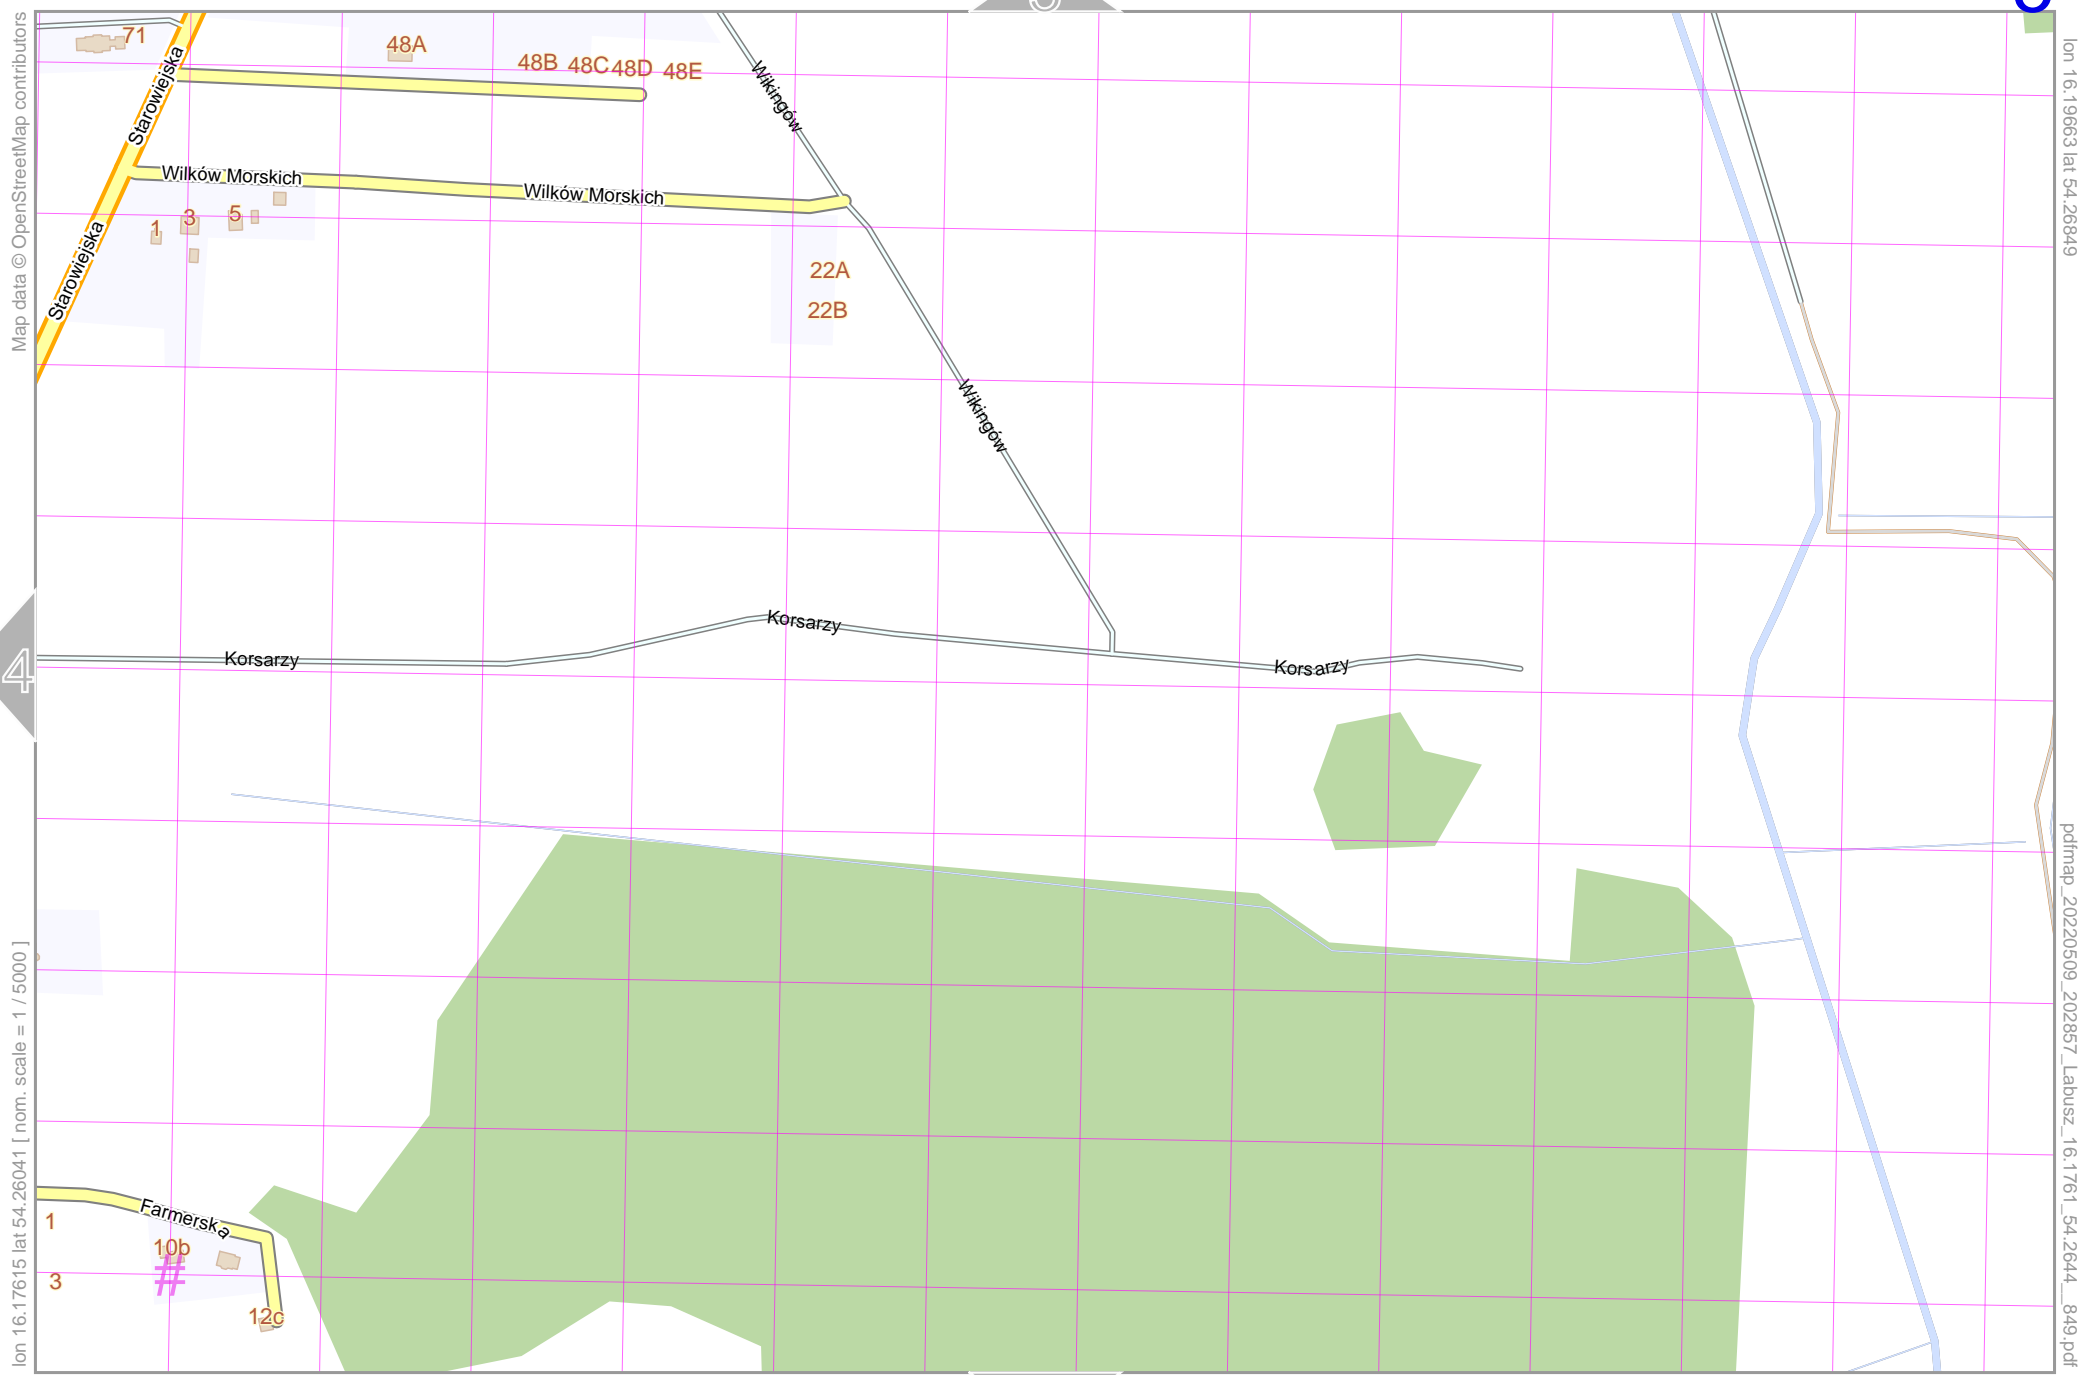 Map data © OpenStreetMap contributors
lon 16.17615 lat 54.26041 [ nom. scale = 1 / 5000 ]
lon 16.19663 lat 54.26849
pdfmap_20220509_202857_Labusz_16.1761_54.2644__849.pdf
71
48A
48B 48C 48D 48E
Starowiejska
Wikingów
Wilków Morskich
Wilków Morskich
1 3 5
Starowiejska
22A
22B
Wikingów
Korsarzy
Korsarzy
Korsarzy
4
1
Farmerska
10b
#
3
12c